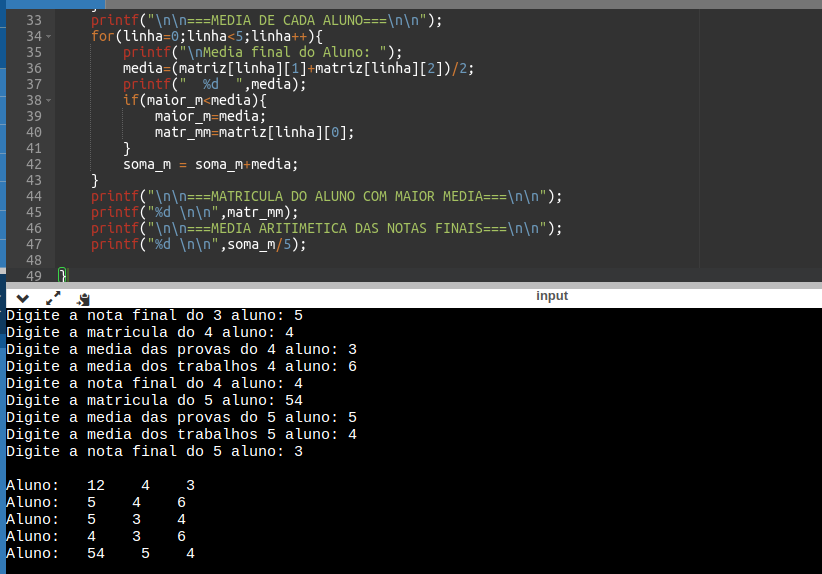 33 printf("\n\n===MEDIA DE CADA ALUNO===\n\n");
34 for(linha=0;linha<5;linha++){
35 printf("\nMedia final do Aluno: ");
36 media=(matriz[linha][1]+matriz[linha][2])/2;
37 printf("  %d  ",media);
38 if(maior_m<media){
39 maior_m=media;
40 matr_mm=matriz[linha][0];
41 }
42 soma_m = soma_m+media;
43 }
44 printf("\n\n===MATRICULA DO ALUNO COM MAIOR MEDIA===\n\n");
45 printf("%d \n\n",matr_mm);
46 printf("\n\n===MEDIA ARITIMETICA DAS NOTAS FINAIS===\n\n");
47 printf("%d \n\n",soma_m/5);
48
49 }
input
Digite a nota final do 3 aluno: 5
Digite a matricula do 4 aluno: 4
Digite a media das provas do 4 aluno: 3
Digite a media dos trabalhos 4 aluno: 6
Digite a nota final do 4 aluno: 4
Digite a matricula do 5 aluno: 54
Digite a media das provas do 5 aluno: 5
Digite a media dos trabalhos 5 aluno: 4
Digite a nota final do 5 aluno: 3
Aluno:   12    4    3
Aluno:   5    4    6
Aluno:   5    3    4
Aluno:   4    3    6
Aluno:   54    5    4